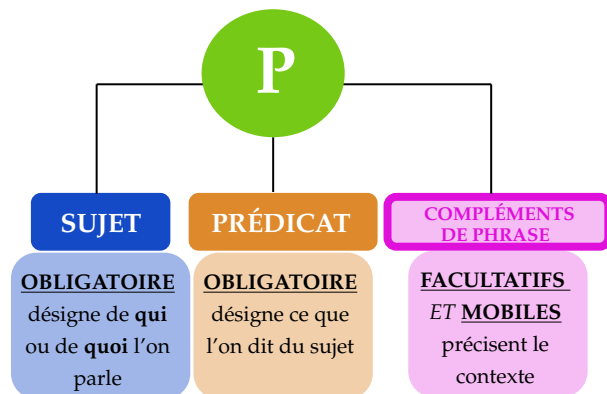 P
SUJET
OBLIGATOIRE
désigne de qui
ou de quoi l'on
parle
PRÉDICAT
OBLIGATOIRE
désigne ce que
l'on dit du sujet
COMPLÉMENTS
DE PHRASE
FACULTATIFS
ET MOBILES
précisent le
contexte